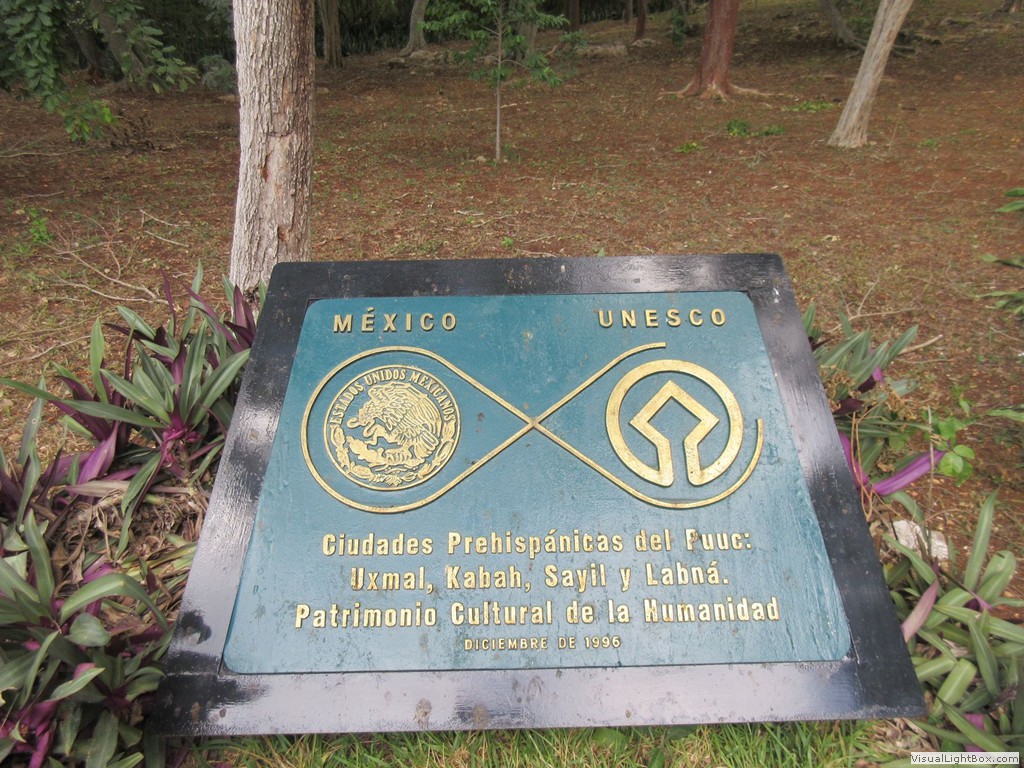 MÉXICO UNESCO
ESTADOS UNIDOS MEXICANOS
Ciudades Prehispánicas del Puuc:
Uxmal, Kabah, Sayil y Labná.
Patrimonio Cultural de la Humanidad
DICIEMBRE DE 1996
VisualLightBox.com